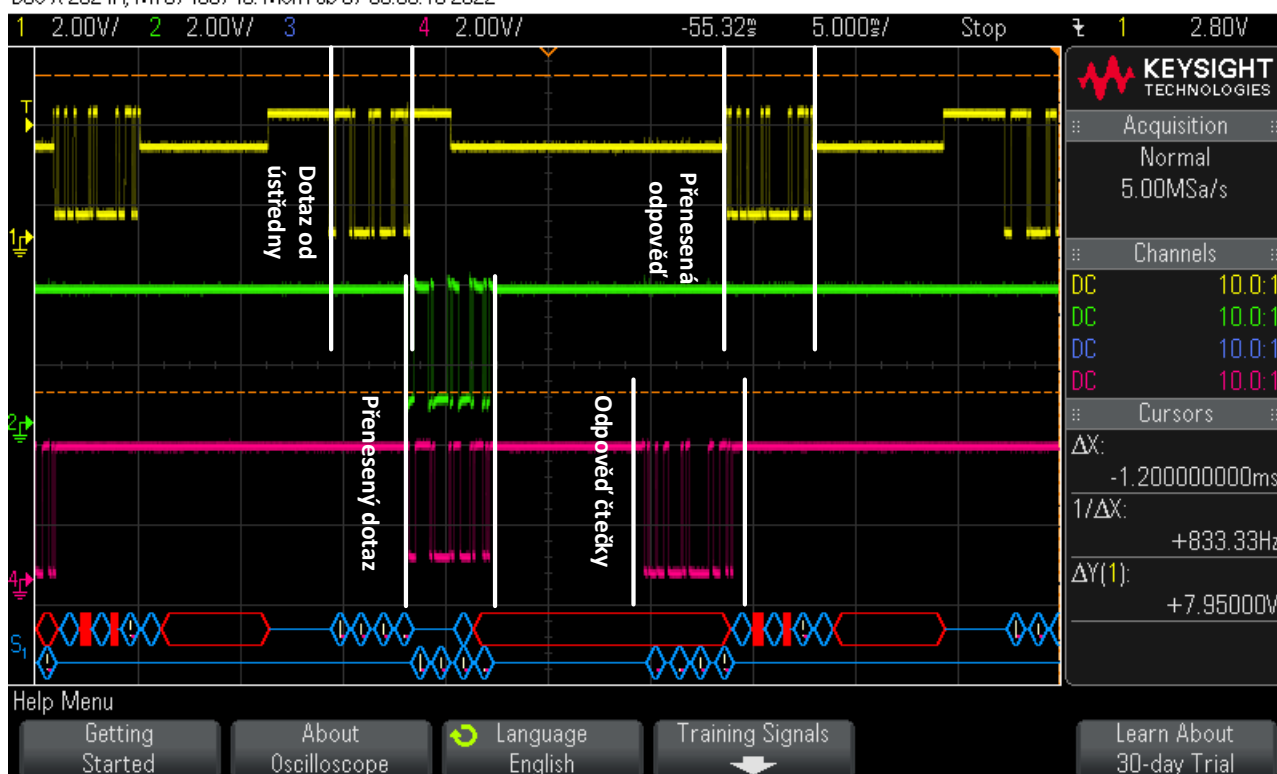 1 2.00V/ 2 2.00V/ 3 4 2.00V/ -55.32ms 5.000ms/ Stop 1 2.80V
KEYSIGHT
TECHNOLOGIES
Acquisition
Normal
5.00MSa/s
Channels
DC 10.0:1
DC 10.0:1
DC 10.0:1
DC 10.0:1
Cursors
ΔX:
-1.200000000ms
1/ΔX:
+833.33Hz
ΔY(1):
+7.95000V
T
1
2
4
S1
Dotaz od
ústředny
Přenesená
odpověď
Přenesený dotaz
Odpověď čtečky
Help Menu
Getting
Started
About
Oscilloscope
Language
English
Training Signals
Learn About
30-day Trial